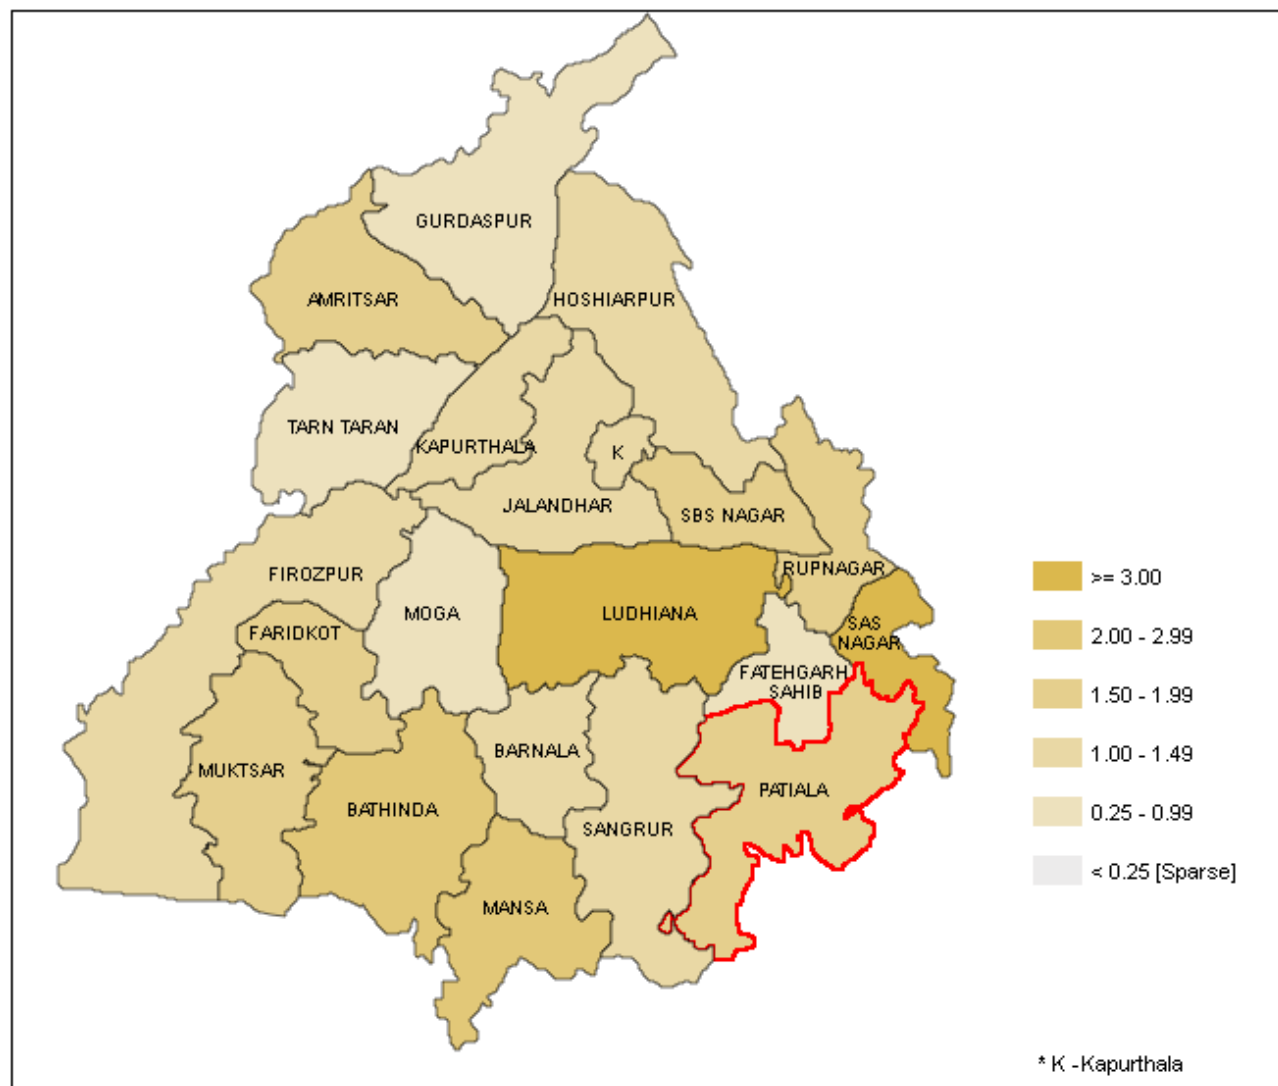 GURDASPUR
AMRITSAR
HOSHIARPUR
TARN TARAN
KAPURTHALA
K
JALANDHAR
SBS NAGAR
FIROZPUR
RUPNAGAR
MOGA
LUDHIANA
SAS
NAGAR
FARIDKOT
FATEHGARH
SAHIB
BARNALA
MUKTSAR
BATHINDA
PATIALA
SANGRUR
MANSA
>= 3.00
2.00 - 2.99
1.50 - 1.99
1.00 - 1.49
0.25 - 0.99
< 0.25 [Sparse]
* K -Kapurthala